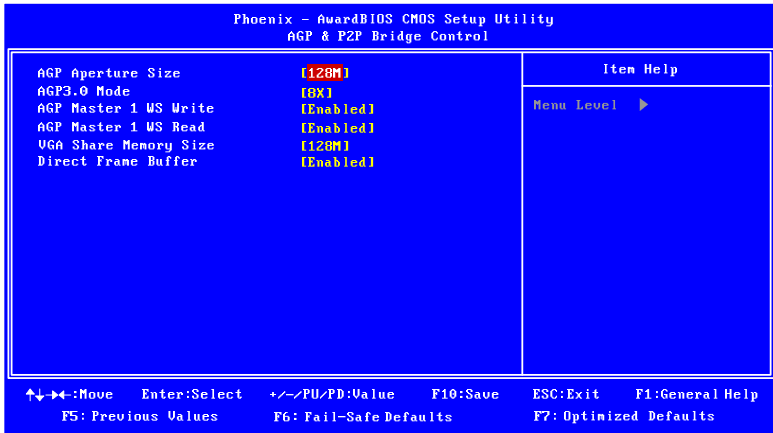 Phoenix - AwardBIOS CMOS Setup Utility
AGP & P2P Bridge Control
AGP Aperture Size [128M]
AGP3.0 Mode [8X]
AGP Master 1 WS Write [Enabled]
AGP Master 1 WS Read [Enabled]
VGA Share Memory Size [128M]
Direct Frame Buffer [Enabled]
Item Help
Menu Level ▶
↑↓→←:Move Enter:Select +/-/PU/PD:Value F10:Save ESC:Exit F1:General Help
F5: Previous Values F6: Fail-Safe Defaults F7: Optimized Defaults